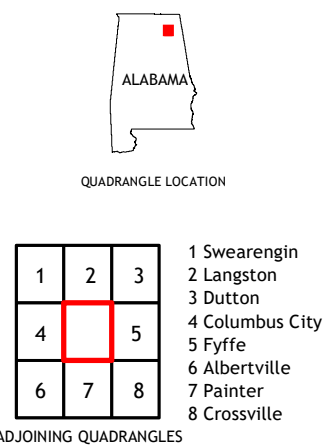 ALABAMA
QUADRANGLE LOCATION
1 2 3
4 5
6 7 8
1 Swearengin
2 Langston
3 Dutton
4 Columbus City
5 Fyffe
6 Albertville
7 Painter
8 Crossville
ADJOINING QUADRANGLES